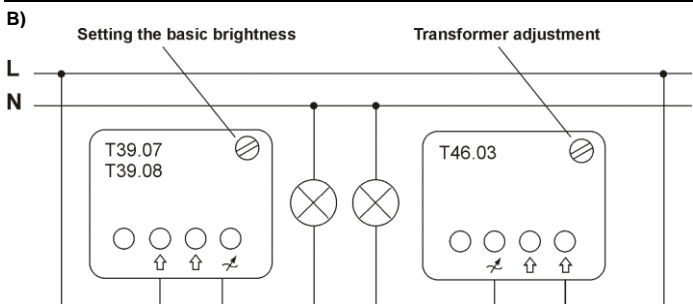 B)
Setting the basic brightness
Transformer adjustment
L
N
T39.07
T39.08
T46.03